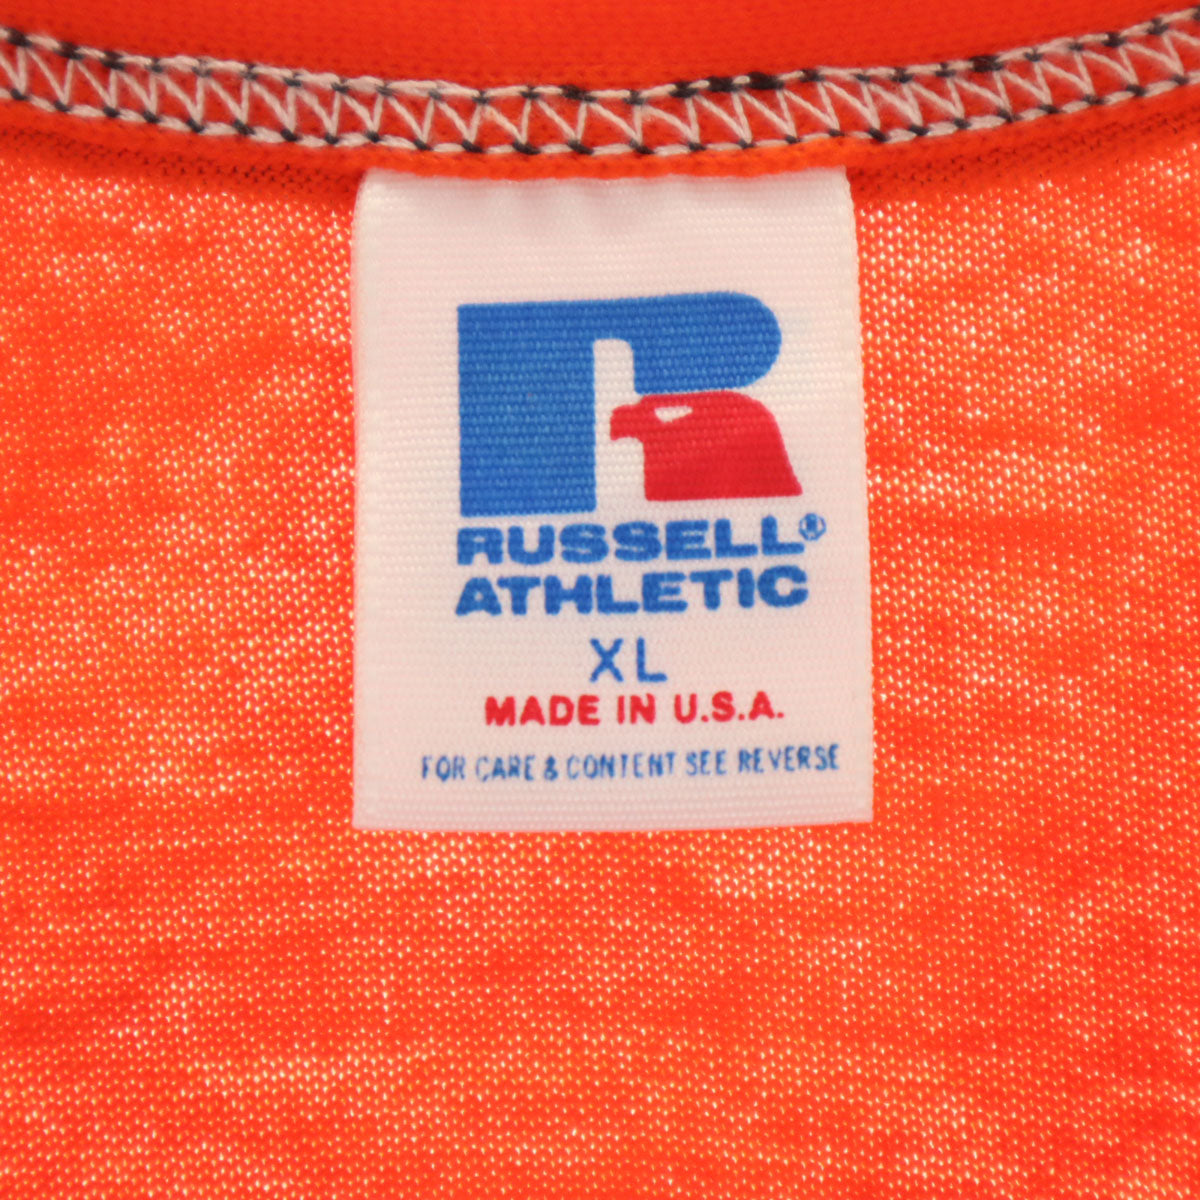 RUSSELL®
ATHLETIC
XL
MADE IN U.S.A.
FOR CARE & CONTENT SEE REVERSE